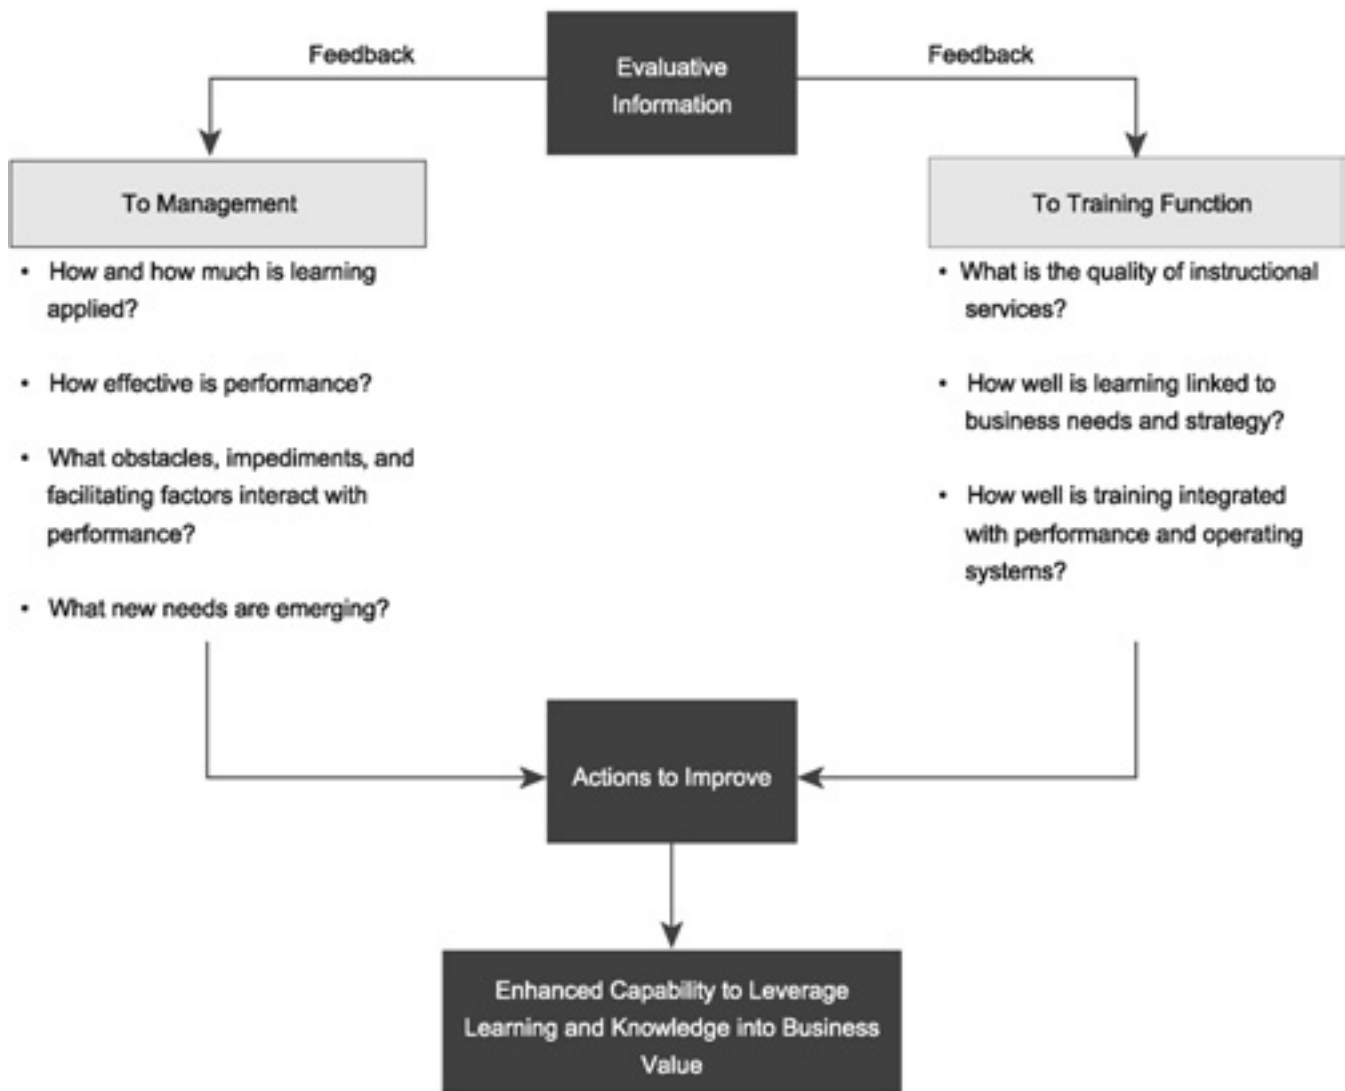 Feedback
Evaluative
Information
Feedback
To Management
• How and how much is learning
applied?
• How effective is performance?
• What obstacles, impediments, and
facilitating factors interact with
performance?
• What new needs are emerging?
To Training Function
• What is the quality of instructional
services?
• How well is learning linked to
business needs and strategy?
• How well is training integrated
with performance and operating
systems?
Actions to Improve
Enhanced Capability to Leverage
Learning and Knowledge into Business
Value